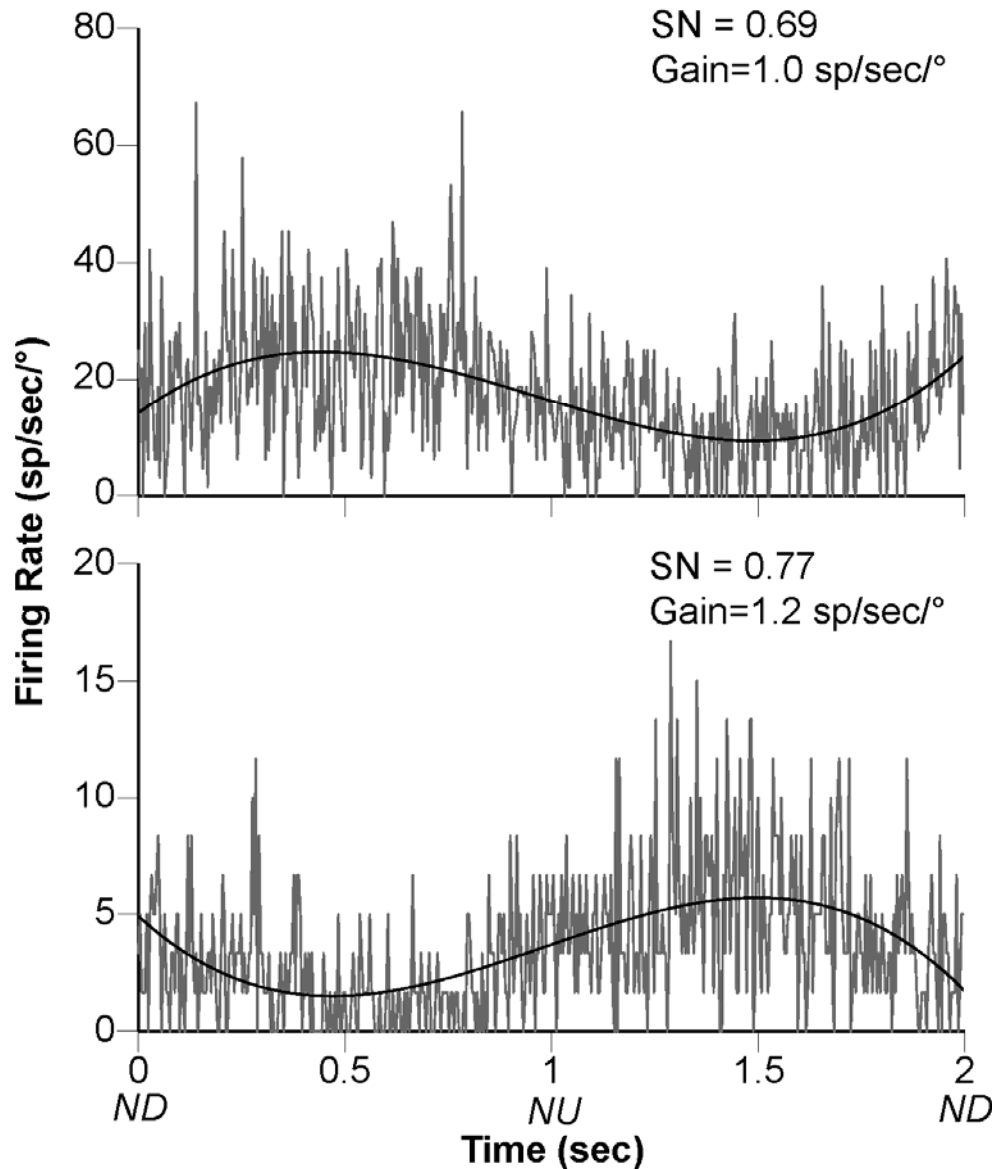 SN = 0.69
Gain=1.0 sp/sec/°
80
60
40
20
0
Firing Rate (sp/sec/°)
SN = 0.77
Gain=1.2 sp/sec/°
20
15
10
5
0
0 0.5 1 1.5 2
ND NU ND
Time (sec)